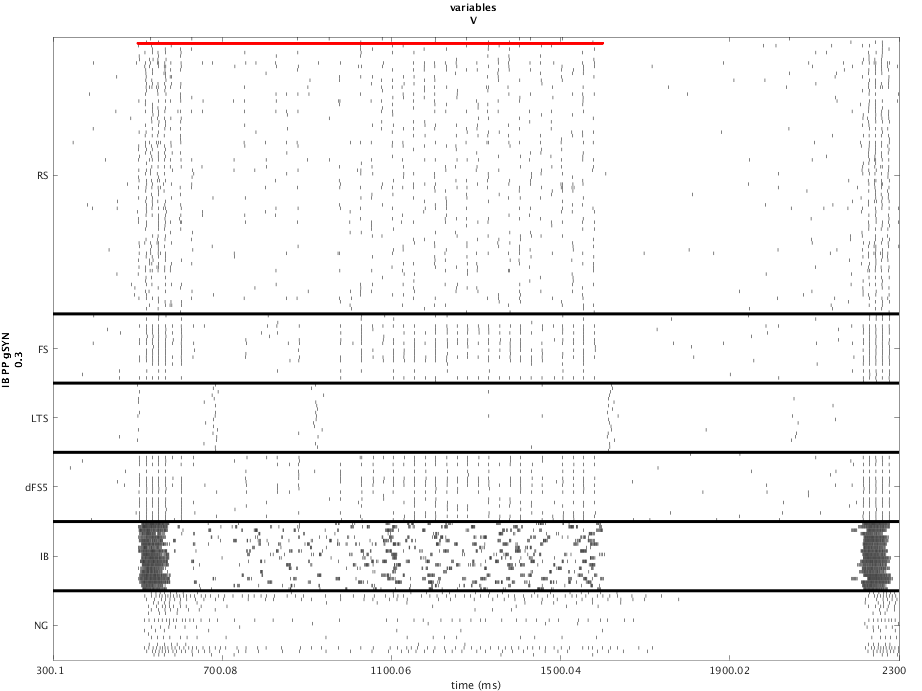 variables
V
RS
FS
LTS
dFS5
IB
NG
IB PP gSYN
0.3
300.1
700.08
1100.06
1500.04
1900.02
2300
time (ms)